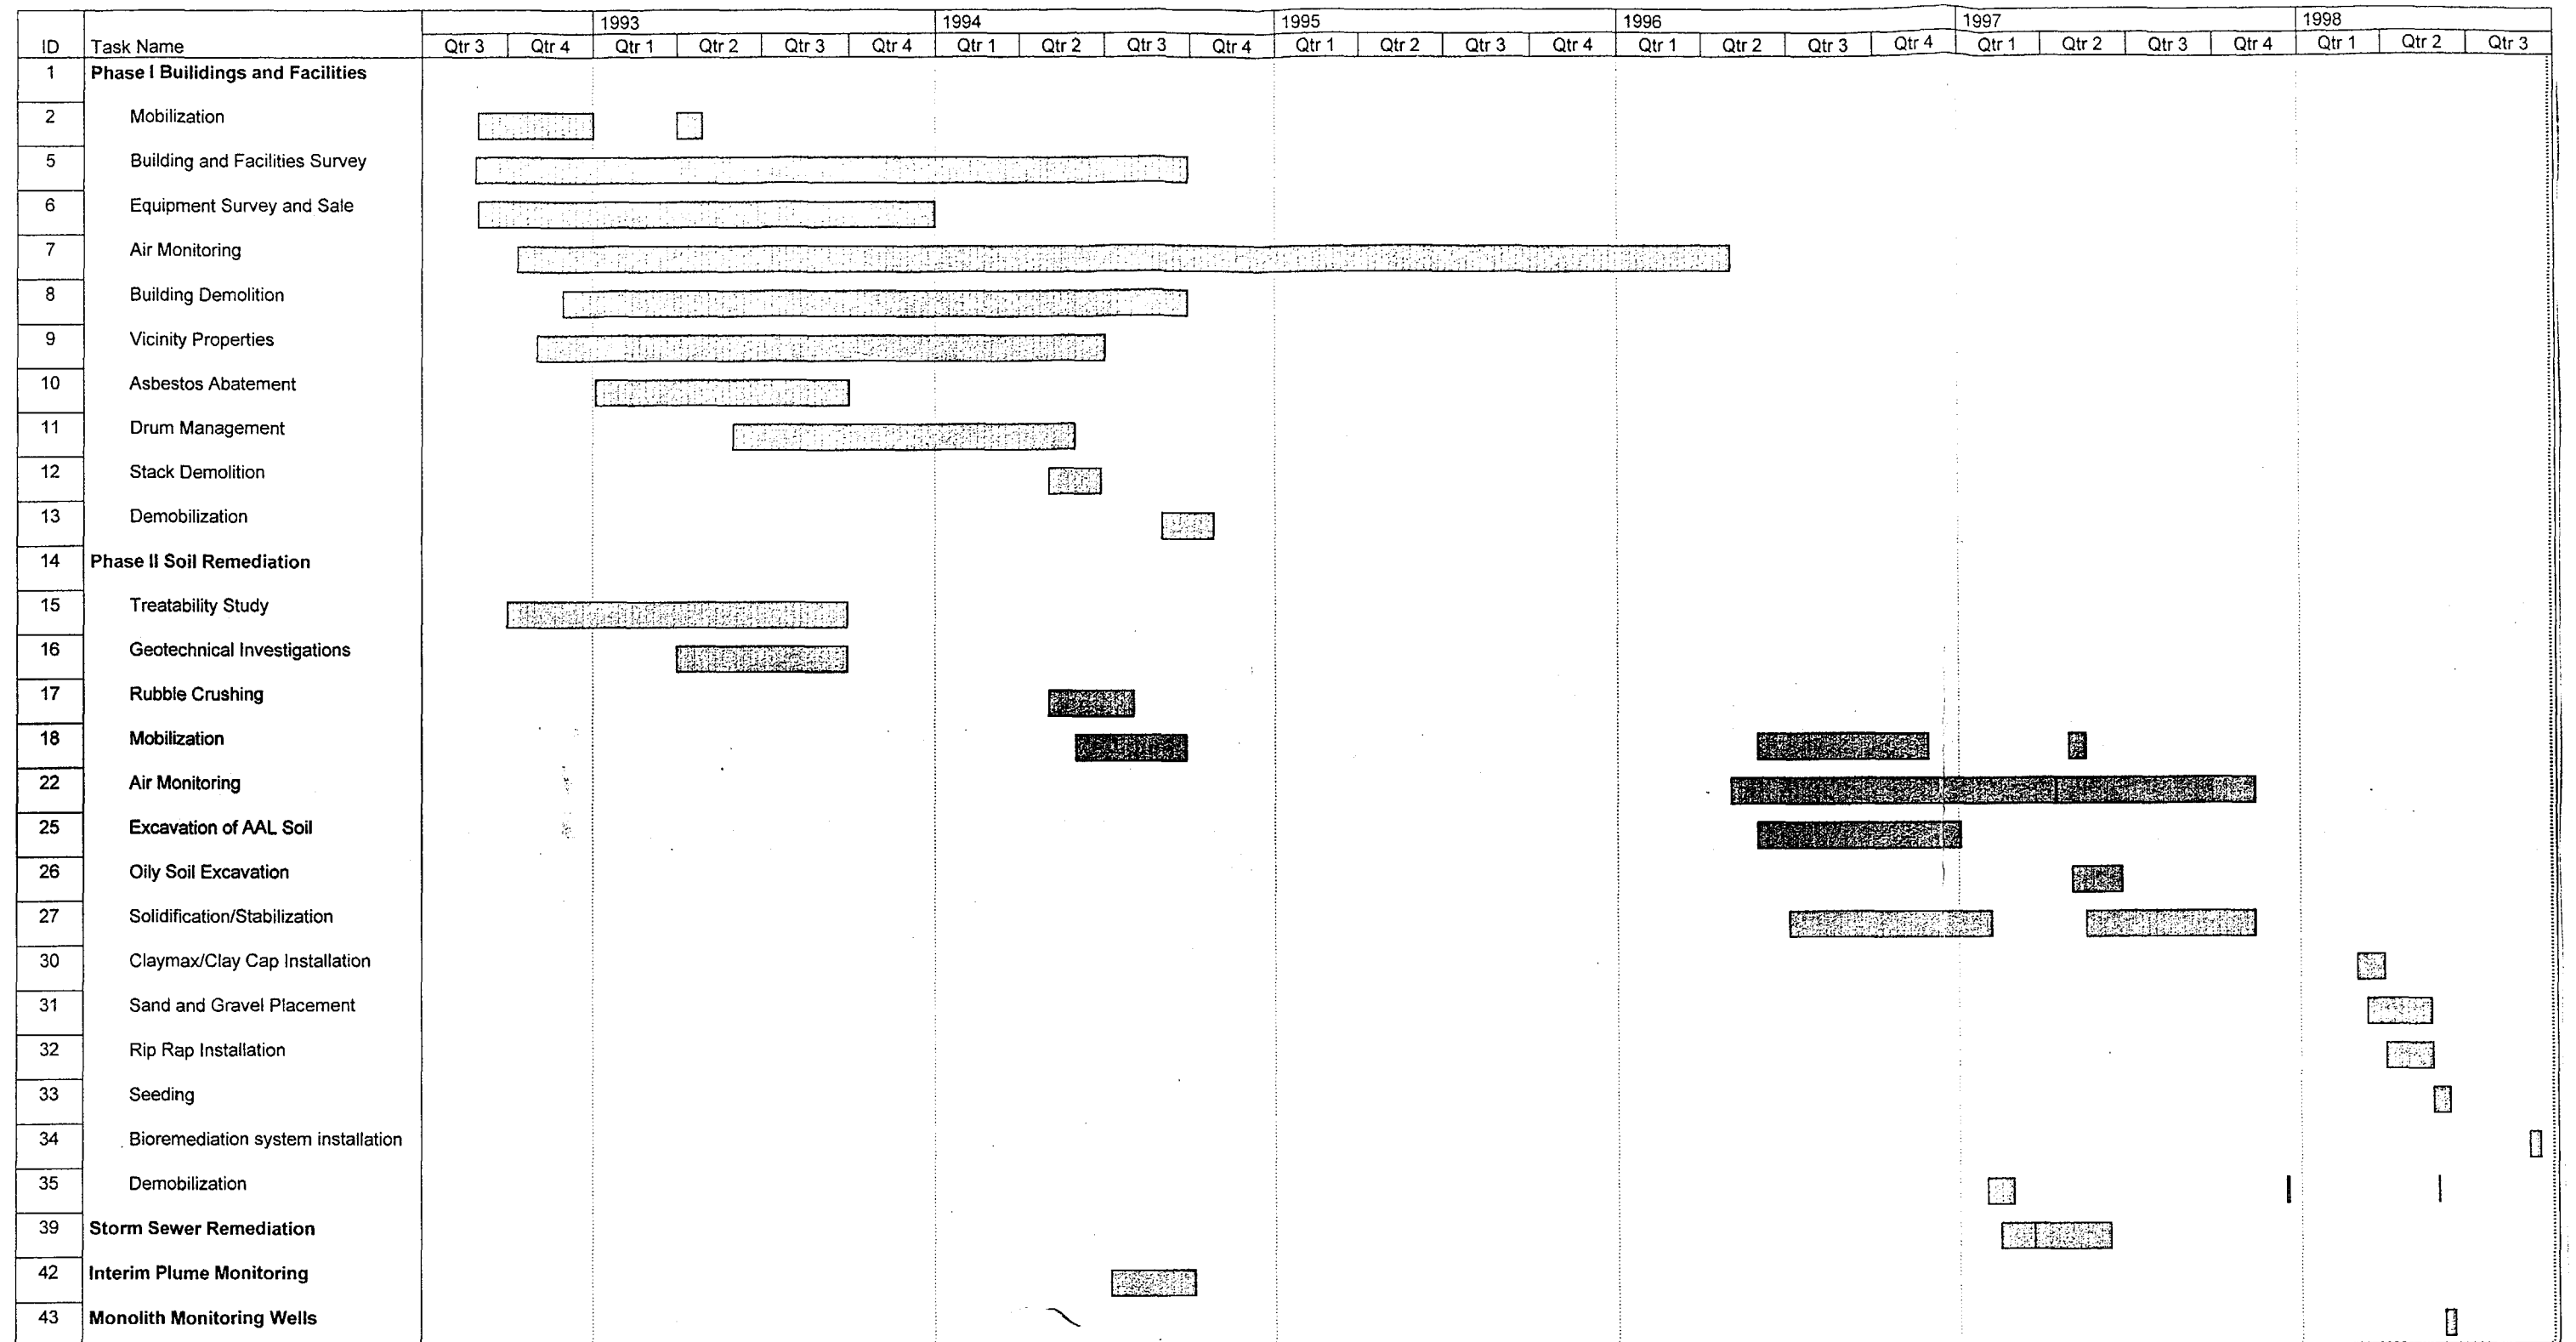 1993 1994 1995 1996 1997 1998
ID Task Name Qtr 3 Qtr 4 Qtr 1 Qtr 2 Qtr 3 Qtr 4 Qtr 1 Qtr 2 Qtr 3 Qtr 4 Qtr 1 Qtr 2 Qtr 3 Qtr 4 Qtr 1 Qtr 2 Qtr 3 Qtr 4 Qtr 1 Qtr 2 Qtr 3 Qtr 4 Qtr 1 Qtr 2 Qtr 3
1 Phase I Builidings and Facilities
2 Mobilization
5 Building and Facilities Survey
6 Equipment Survey and Sale
7 Air Monitoring
8 Building Demolition
9 Vicinity Properties
10 Asbestos Abatement
11 Drum Management
12 Stack Demolition
13 Demobilization
14 Phase II Soil Remediation
15 Treatability Study
16 Geotechnical Investigations
17 Rubble Crushing
18 Mobilization
22 Air Monitoring
25 Excavation of AAL Soil
26 Oily Soil Excavation
27 Solidification/Stabilization
30 Claymax/Clay Cap Installation
31 Sand and Gravel Placement
32 Rip Rap Installation
33 Seeding
34 Bioremediation system installation
35 Demobilization
39 Storm Sewer Remediation
42 Interim Plume Monitoring
43 Monolith Monitoring Wells